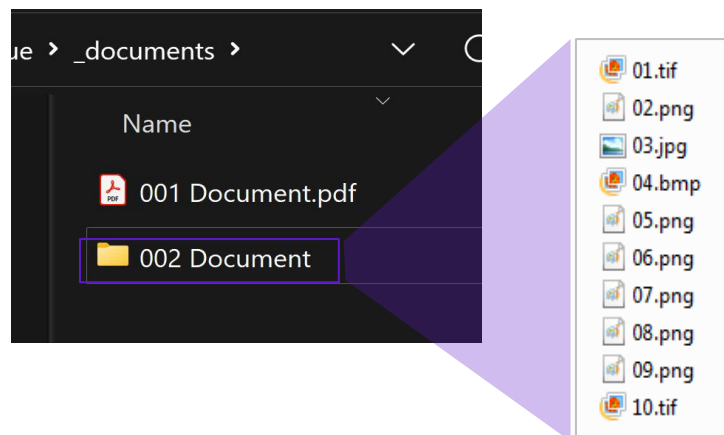 ue > _documents >
Name
PDF
001 Document.pdf
002 Document
01.tif
02.png
03.jpg
04.bmp
05.png
06.png
07.png
08.png
09.png
10.tif